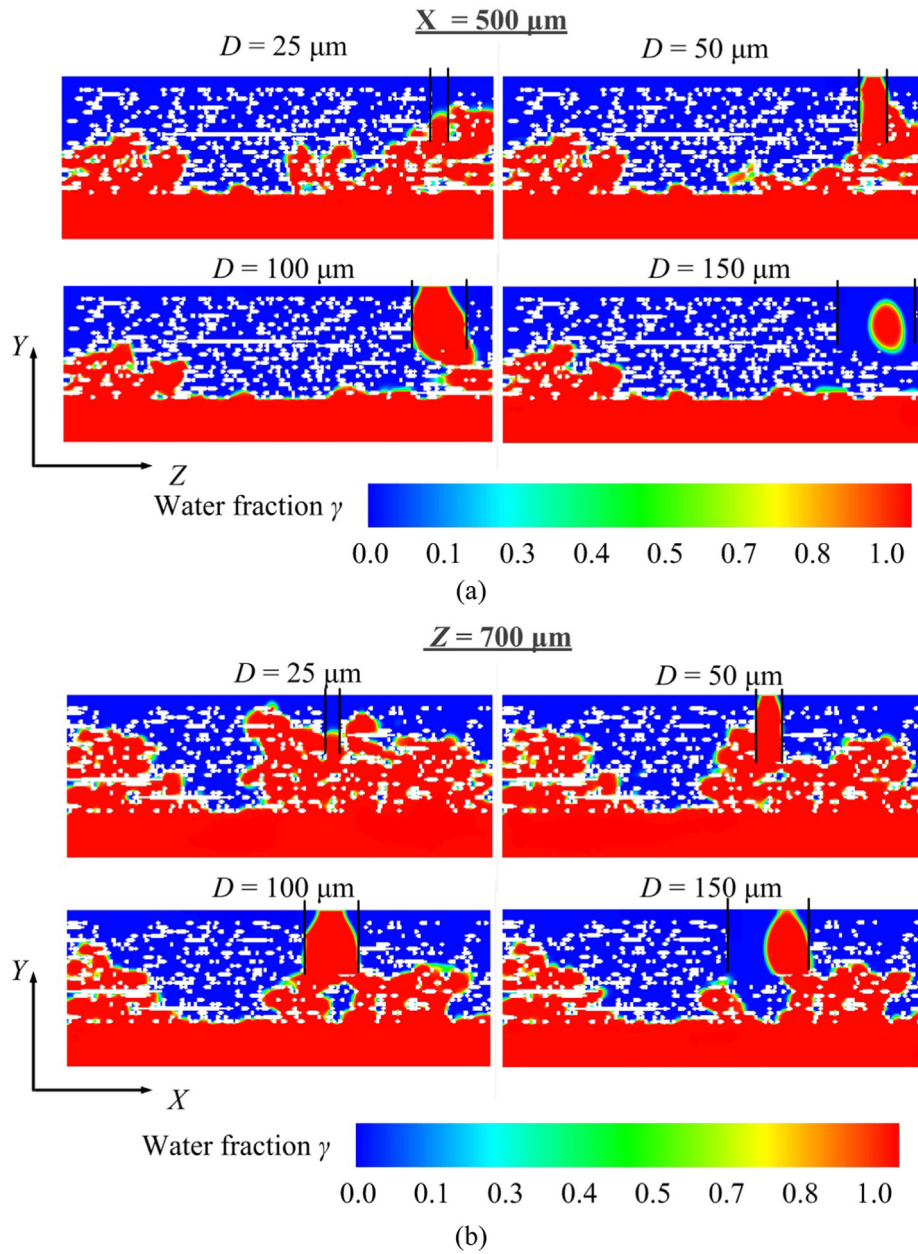 X = 500 μm
D = 25 μm
D = 50 μm
D = 100 μm
D = 150 μm
Y
Z
Water fraction γ
0.0 0.1 0.3 0.4 0.5 0.7 0.8 1.0
(a)
Z = 700 μm
D = 25 μm
D = 50 μm
D = 100 μm
D = 150 μm
Y
X
Water fraction γ
0.0 0.1 0.3 0.4 0.5 0.7 0.8 1.0
(b)